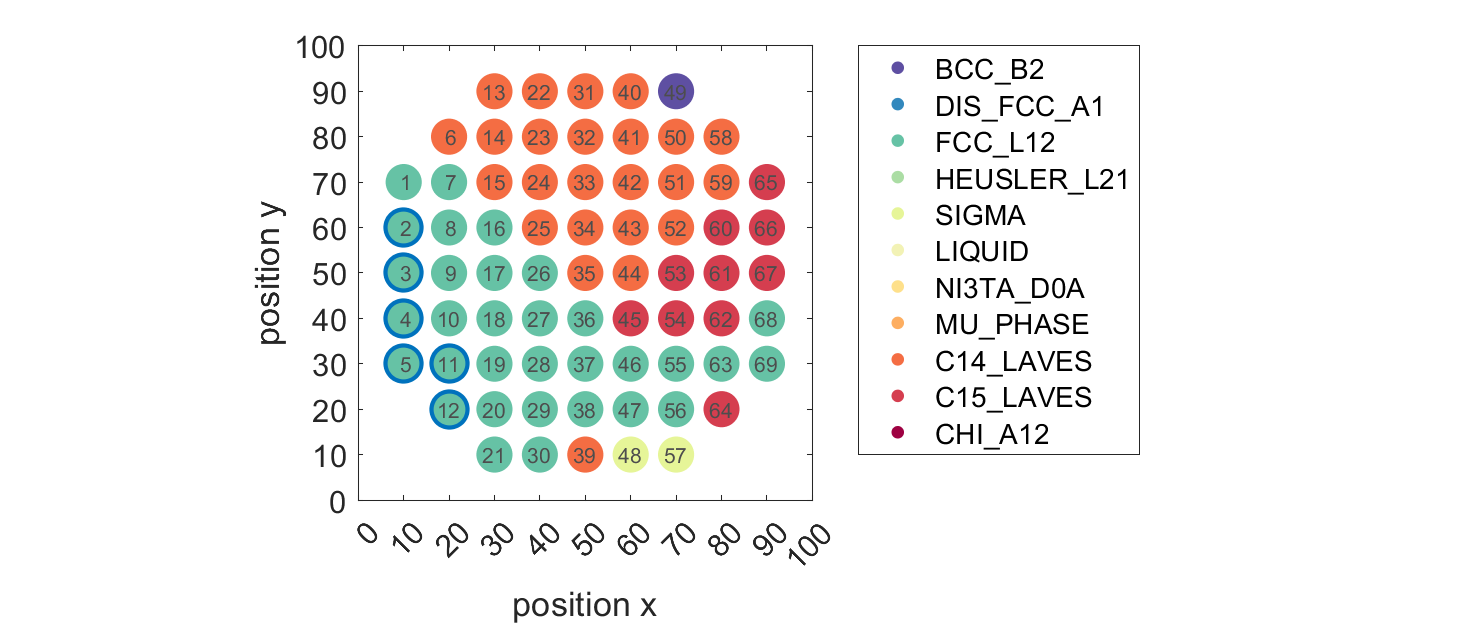 100
90 13 22 31 40 49
80 6 14 23 32 41 50 58
70 1 7 15 24 33 42 51 59 65
60 2 8 16 25 34 43 52 60 66
50 3 9 17 26 35 44 53 61 67
40 4 10 18 27 36 45 54 62 68
30 5 11 19 28 37 46 55 63 69
20 12 20 29 38 47 56 64
10 21 30 39 48 57
0
position y
0 10 20 30 40 50 60 70 80 90 100
position x
BCC_B2
DIS_FCC_A1
FCC_L12
HEUSLER_L21
SIGMA
LIQUID
NI3TA_D0A
MU_PHASE
C14_LAVES
C15_LAVES
CHI_A12